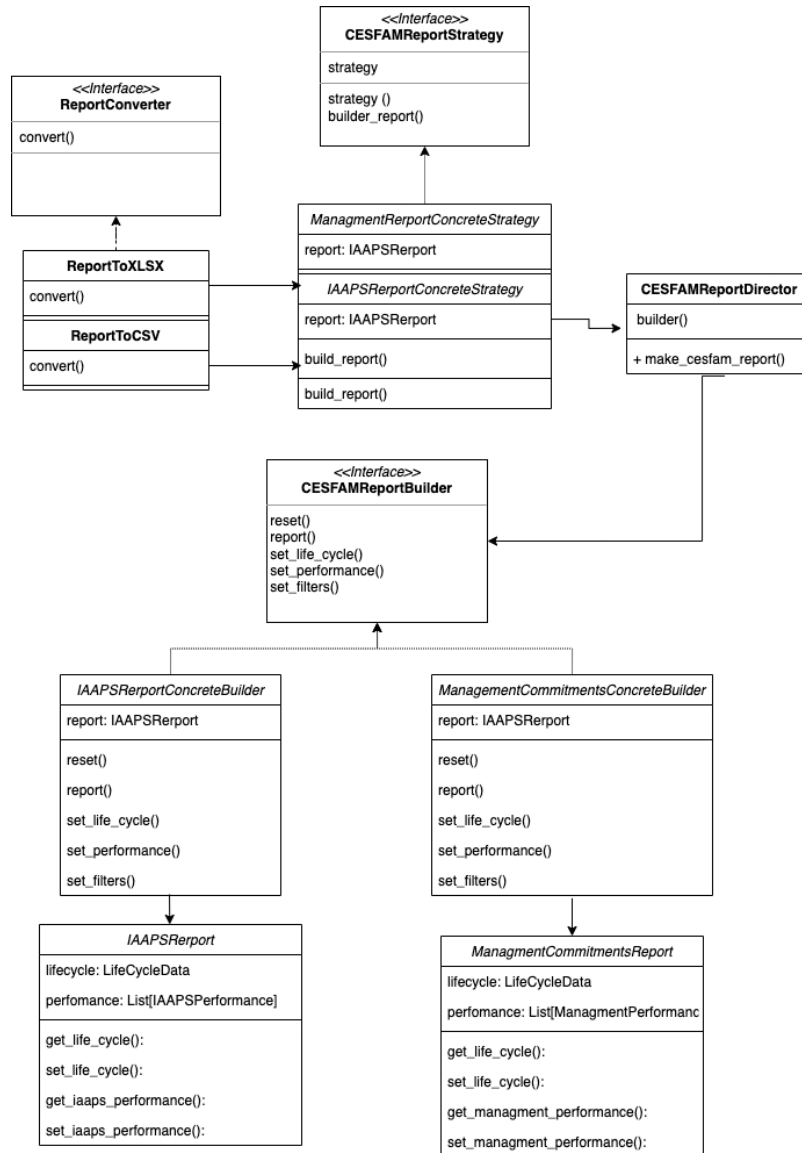 <<Interface>>
CESFAMReportStrategy
strategy
strategy ()
builder_report()
<<Interface>>
ReportConverter
convert()
ManagmentRerportConcreteStrategy
report: IAAPSRerport
IAAPSRerportConcreteStrategy
report: IAAPSRerport
build_report()
build_report()
ReportToXLSX
convert()
ReportToCSV
convert()
CESFAMReportDirector
builder()
+ make_cesfam_report()
<<Interface>>
CESFAMReportBuilder
reset()
report()
set_life_cycle()
set_performance()
set_filters()
IAAPSRerportConcreteBuilder
report: IAAPSRerport
reset()
report()
set_life_cycle()
set_performance()
set_filters()
ManagementCommitmentsConcreteBuilder
report: IAAPSRerport
reset()
report()
set_life_cycle()
set_performance()
set_filters()
IAAPSRerport
lifecycle: LifeCycleData
perfomance: List[IAAPSPerformance]
get_life_cycle():
set_life_cycle():
get_iaaps_performance():
set_iaaps_performance():
ManagmentCommitmentsReport
lifecycle: LifeCycleData
perfomance: List[ManagmentPerformanc
get_life_cycle():
set_life_cycle():
get_managment_performance():
set_managment_performance():